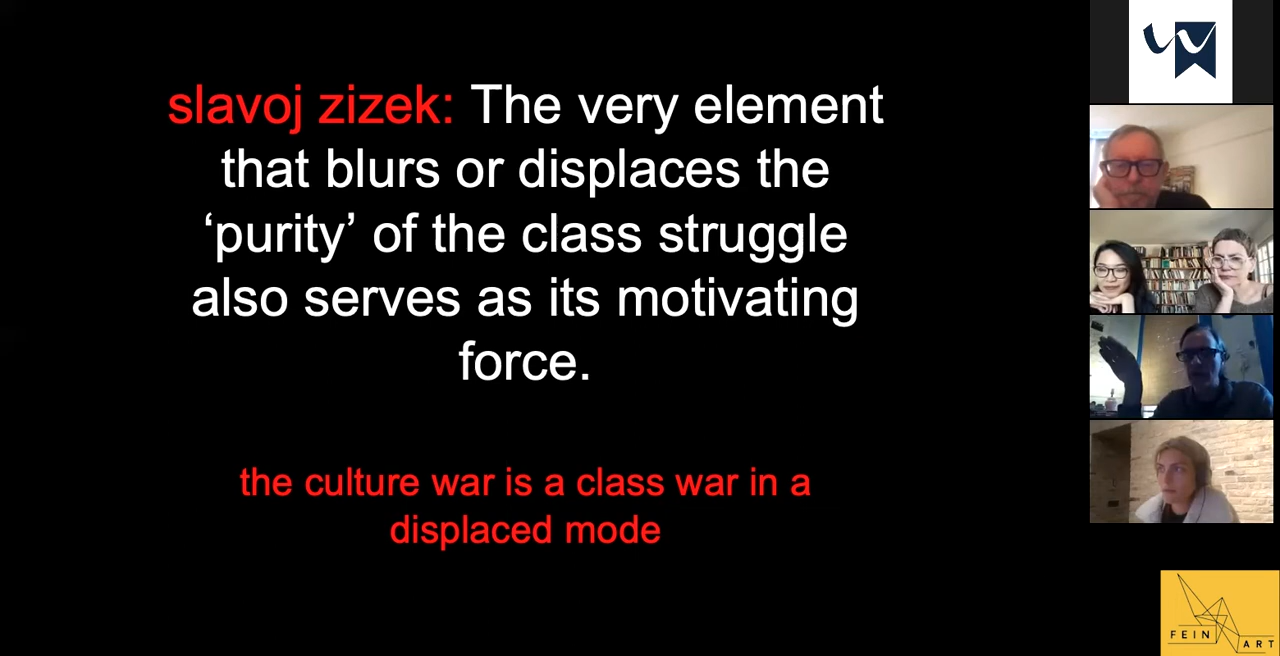 slavoj zizek: The very element
that blurs or displaces the
‘purity’ of the class struggle
also serves as its motivating
force.
the culture war is a class war in a
displaced mode
FEIN
ART